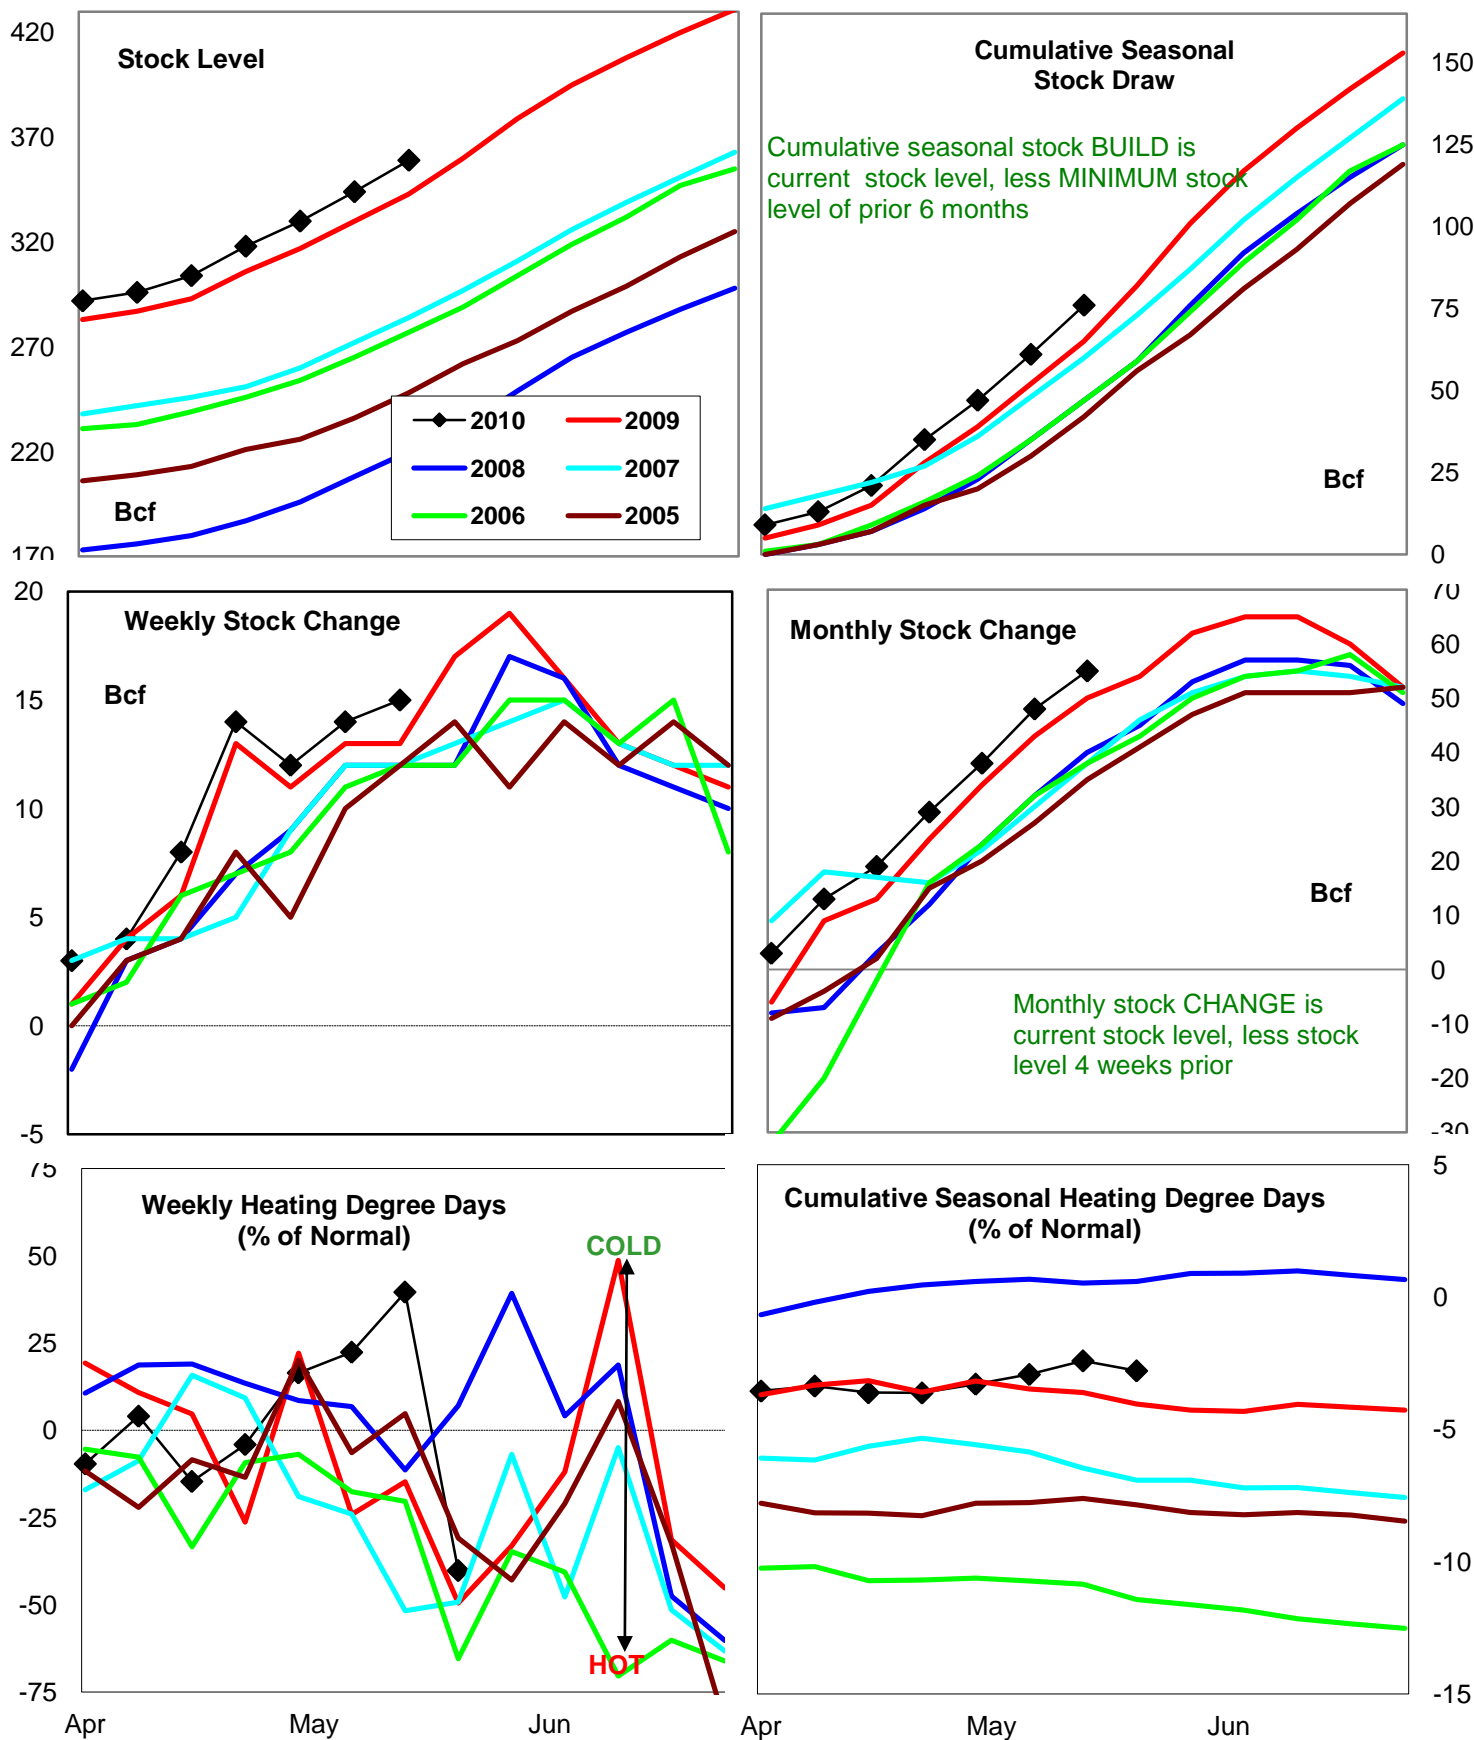 420
370
320
270
220
170
Stock Level
Bcf
2010
2009
2008
2007
2006
2005
Cumulative Seasonal
Stock Draw
Cumulative seasonal stock BUILD is
current stock level, less MINIMUM stock
level of prior 6 months
Bcf
150
125
100
75
50
25
0
20
15
10
5
0
-5
Weekly Stock Change
Bcf
Monthly Stock Change
Bcf
Monthly stock CHANGE is
current stock level, less stock
level 4 weeks prior
70
60
50
40
30
20
10
0
-10
-20
-30
75
50
25
0
-25
-50
-75
Weekly Heating Degree Days
(% of Normal)
COLD
HOT
Apr
May
Jun
Cumulative Seasonal Heating Degree Days
(% of Normal)
5
0
-5
-10
-15
Apr
May
Jun